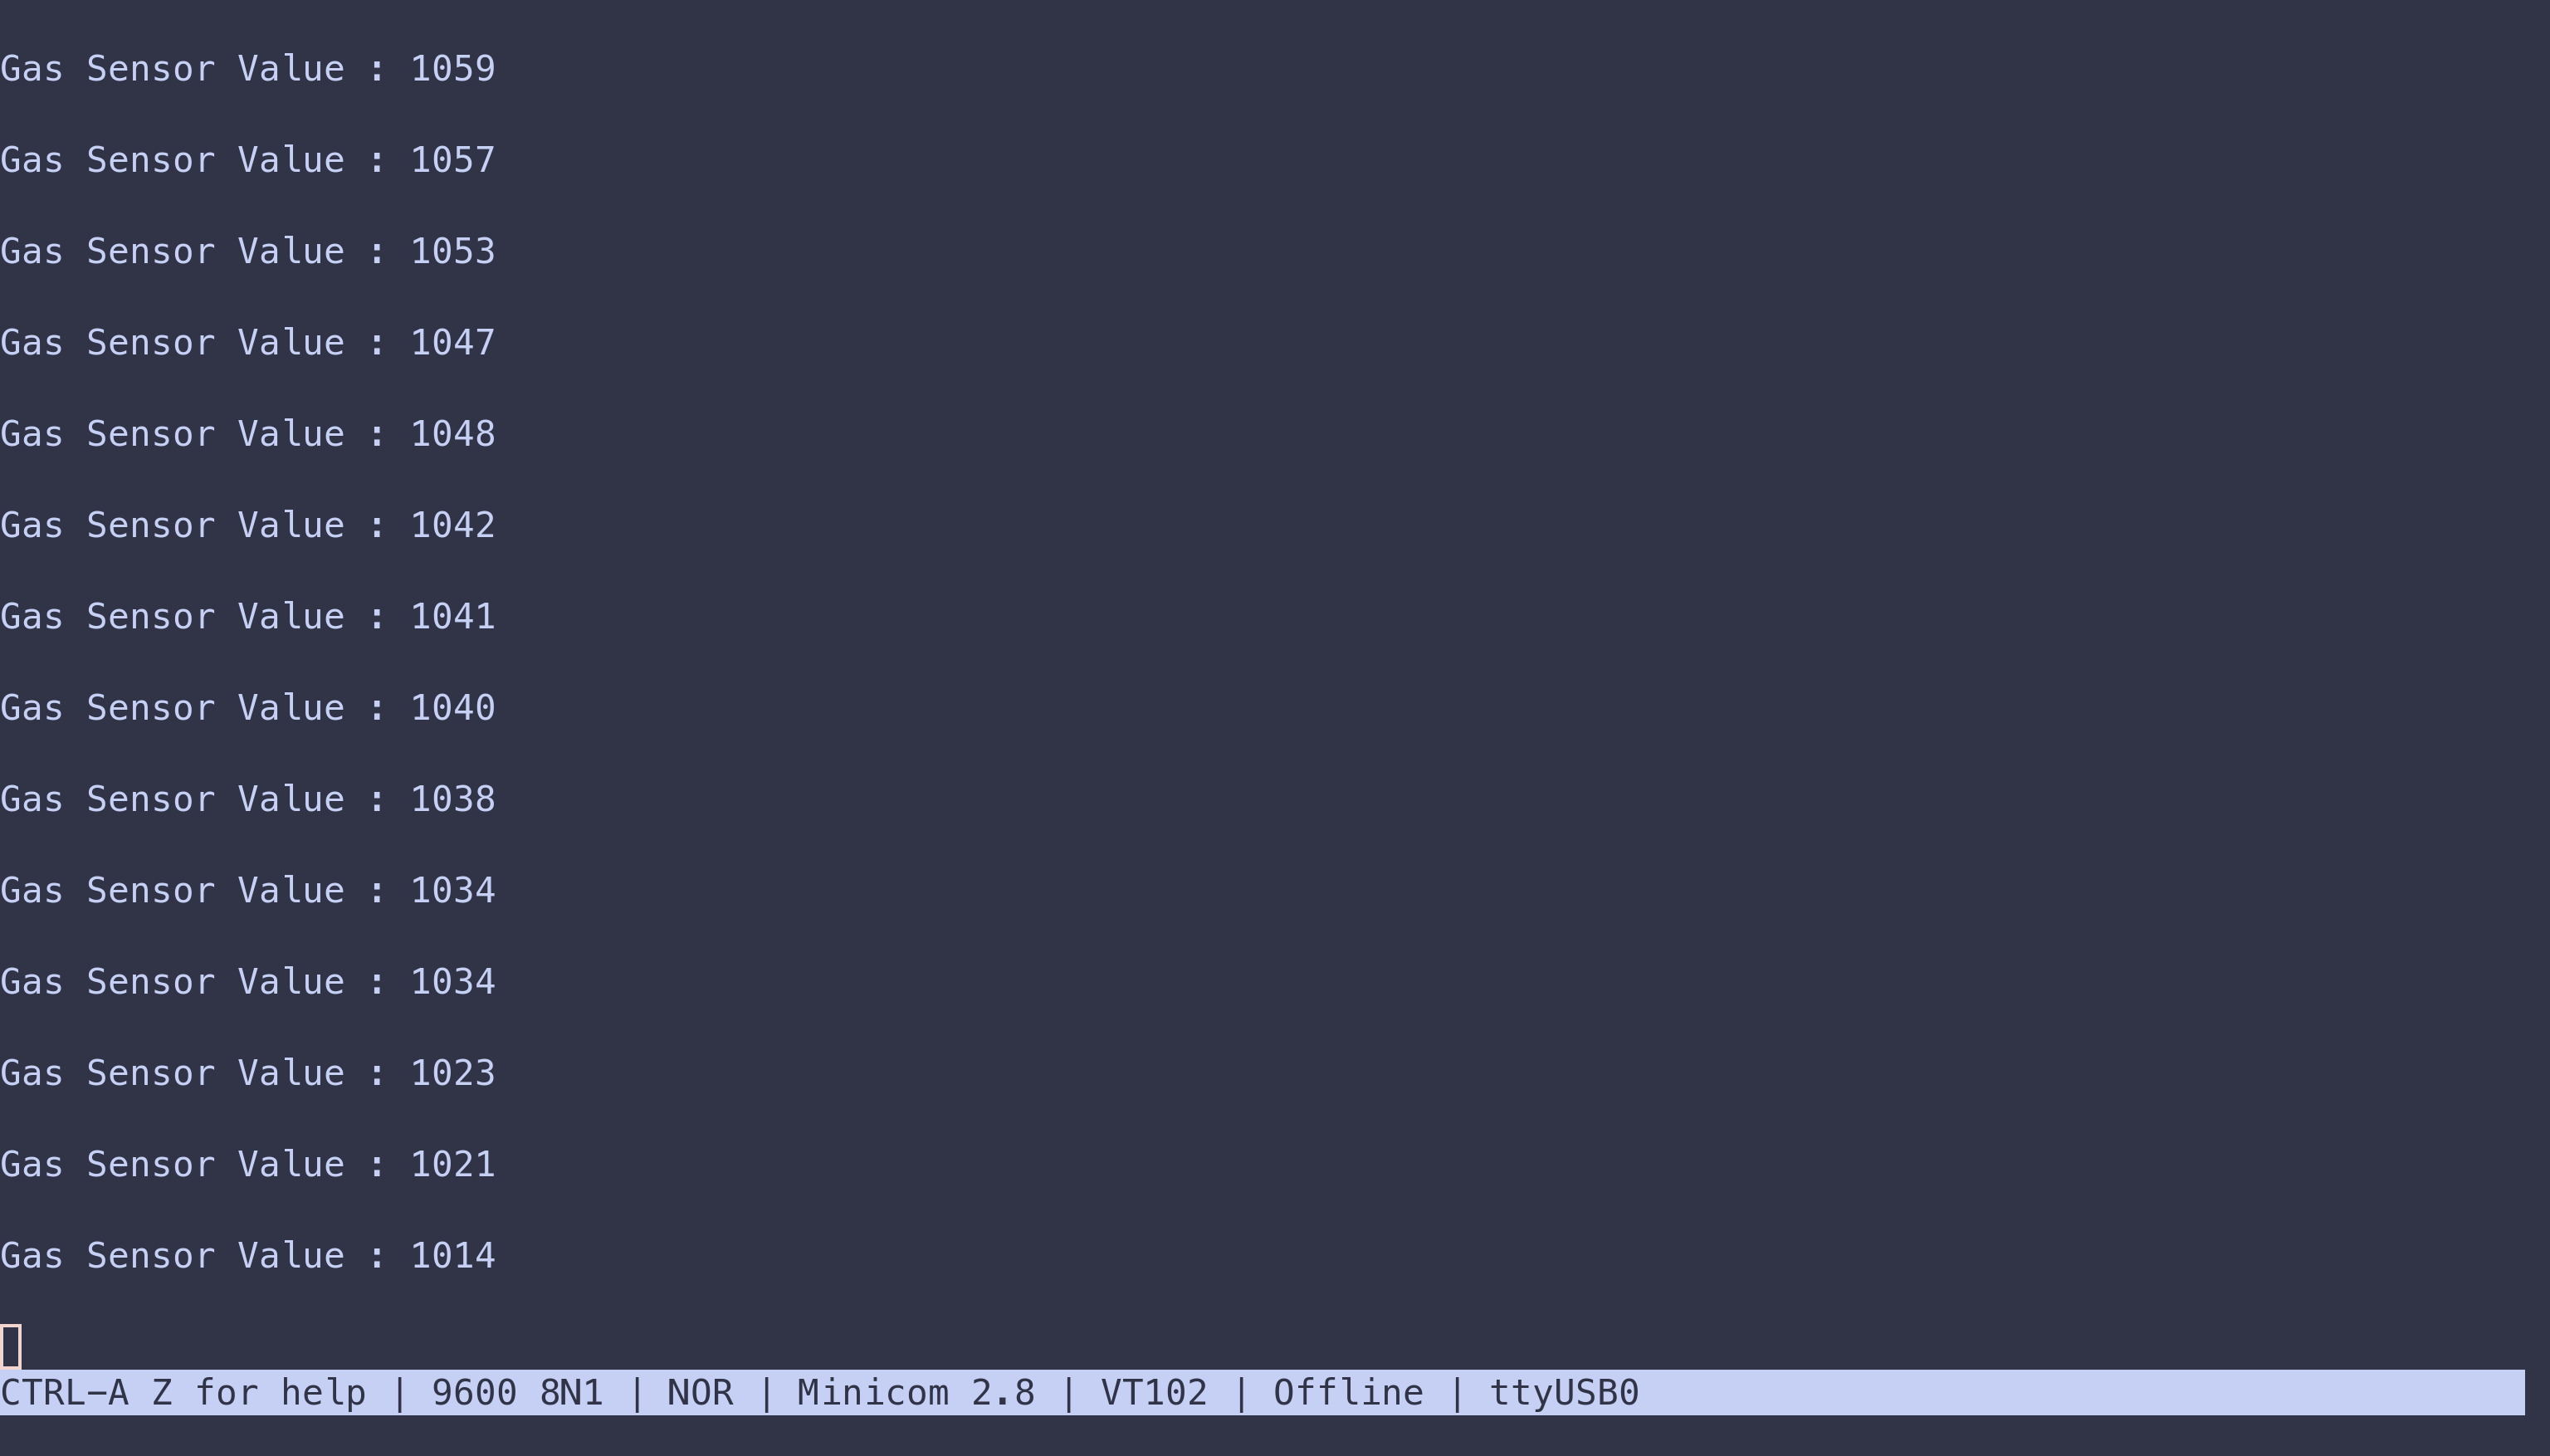 Gas Sensor Value : 1059
Gas Sensor Value : 1057
Gas Sensor Value : 1053
Gas Sensor Value : 1047
Gas Sensor Value : 1048
Gas Sensor Value : 1042
Gas Sensor Value : 1041
Gas Sensor Value : 1040
Gas Sensor Value : 1038
Gas Sensor Value : 1034
Gas Sensor Value : 1034
Gas Sensor Value : 1023
Gas Sensor Value : 1021
Gas Sensor Value : 1014
CTRL-A Z for help | 9600 8N1 | NOR | Minicom 2.8 | VT102 | Offline | ttyUSB0